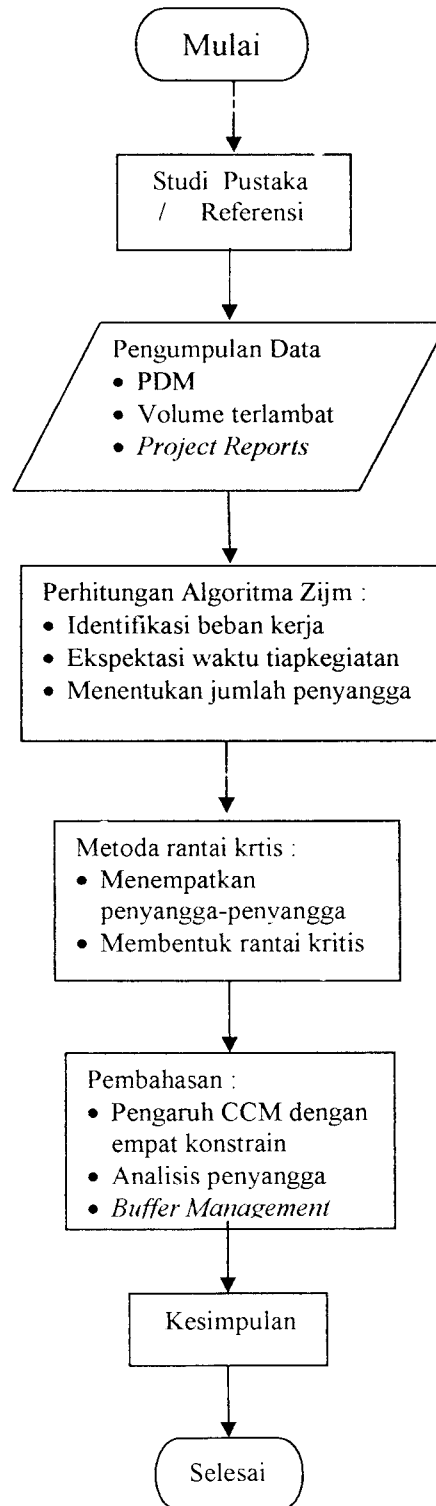 Mulai
Studi Pustaka
/ Referensi
Pengumpulan Data
• PDM
• Volume terlambat
• Project Reports
Perhitungan Algoritma Zijm :
• Identifikasi beban kerja
• Ekspektasi waktu tiapkegiatan
• Menentukan jumlah penyangga
Metoda rantai krtis :
• Menempatkan
penyangga-penyangga
• Membentuk rantai kritis
Pembahasan :
• Pengaruh CCM dengan
empat konstrain
• Analisis penyangga
• Buffer Management
Kesimpulan
Selesai